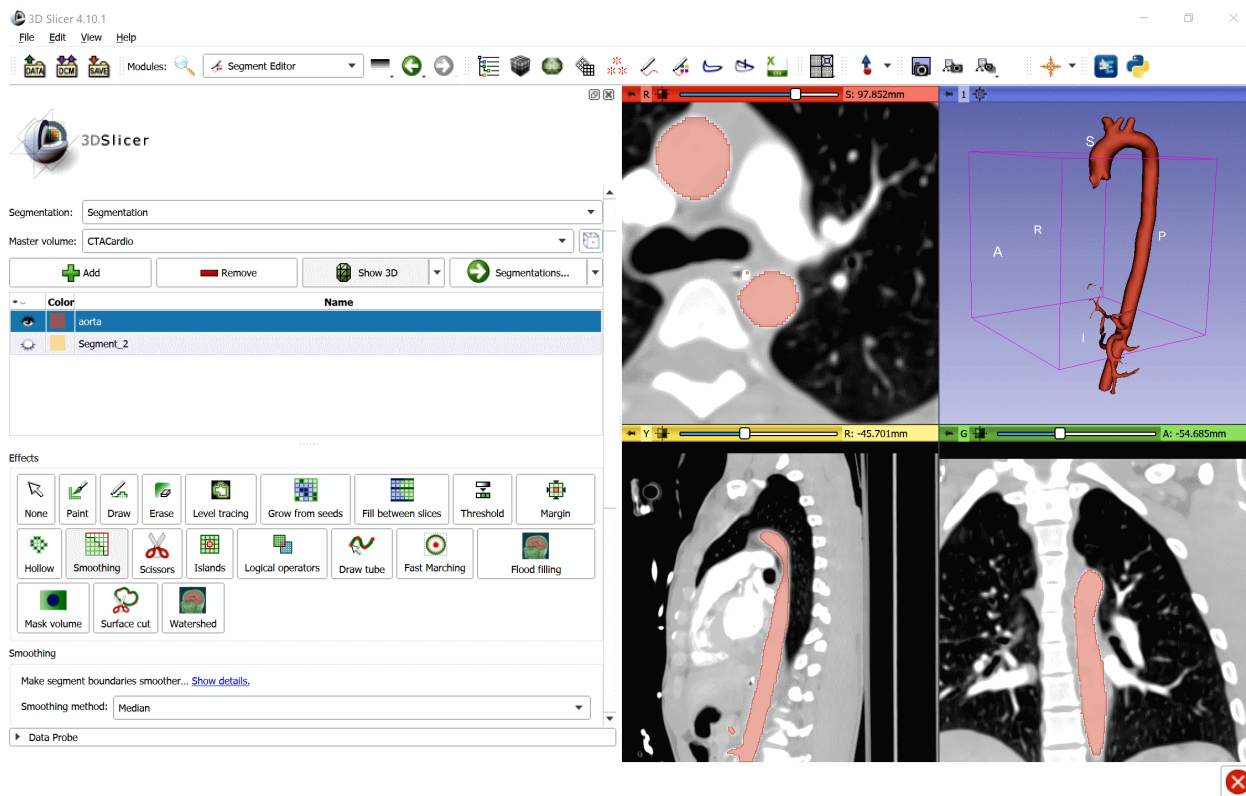 3D Slicer 4.10.1
File Edit View Help
DATA DCM SAVE Modules: Segment Editor
R S: 97.852mm 1
3DSlicer
S
R
P
A
I
Segmentation: Segmentation
Master volume: CTACardio
Add Remove Show 3D Segmentations...
Color Name
aorta
Segment_2
Y R: -45.701mm G A: -54.685mm
Effects
None Paint Draw Erase Level tracing Grow from seeds Fill between slices Threshold Margin
Hollow Smoothing Scissors Islands Logical operators Draw tube Fast Marching Flood filling
Mask volume Surface cut Watershed
Smoothing
Make segment boundaries smoother... Show details.
Smoothing method: Median
Data Probe